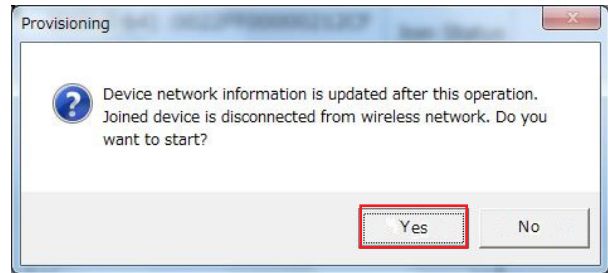 Provisioning
Device network information is updated after this operation.
Joined device is disconnected from wireless network. Do you
want to start?
Yes
No